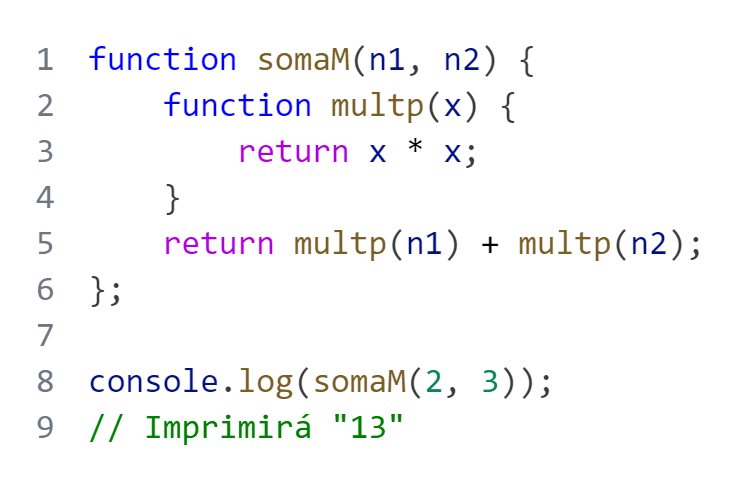 1 function somaM(n1, n2) {
2     function multp(x) {
3         return x * x;
4     }
5     return multp(n1) + multp(n2);
6 };
7
8 console.log(somaM(2, 3));
9 // Imprimirá "13"